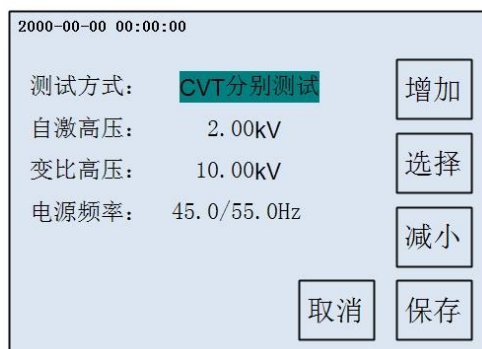 2000-00-00 00:00:00
测试方式： CVT分别测试
自激高压： 2.00kV
变比高压： 10.00kV
电源频率： 45.0/55.0Hz
增加
选择
减小
取消
保存